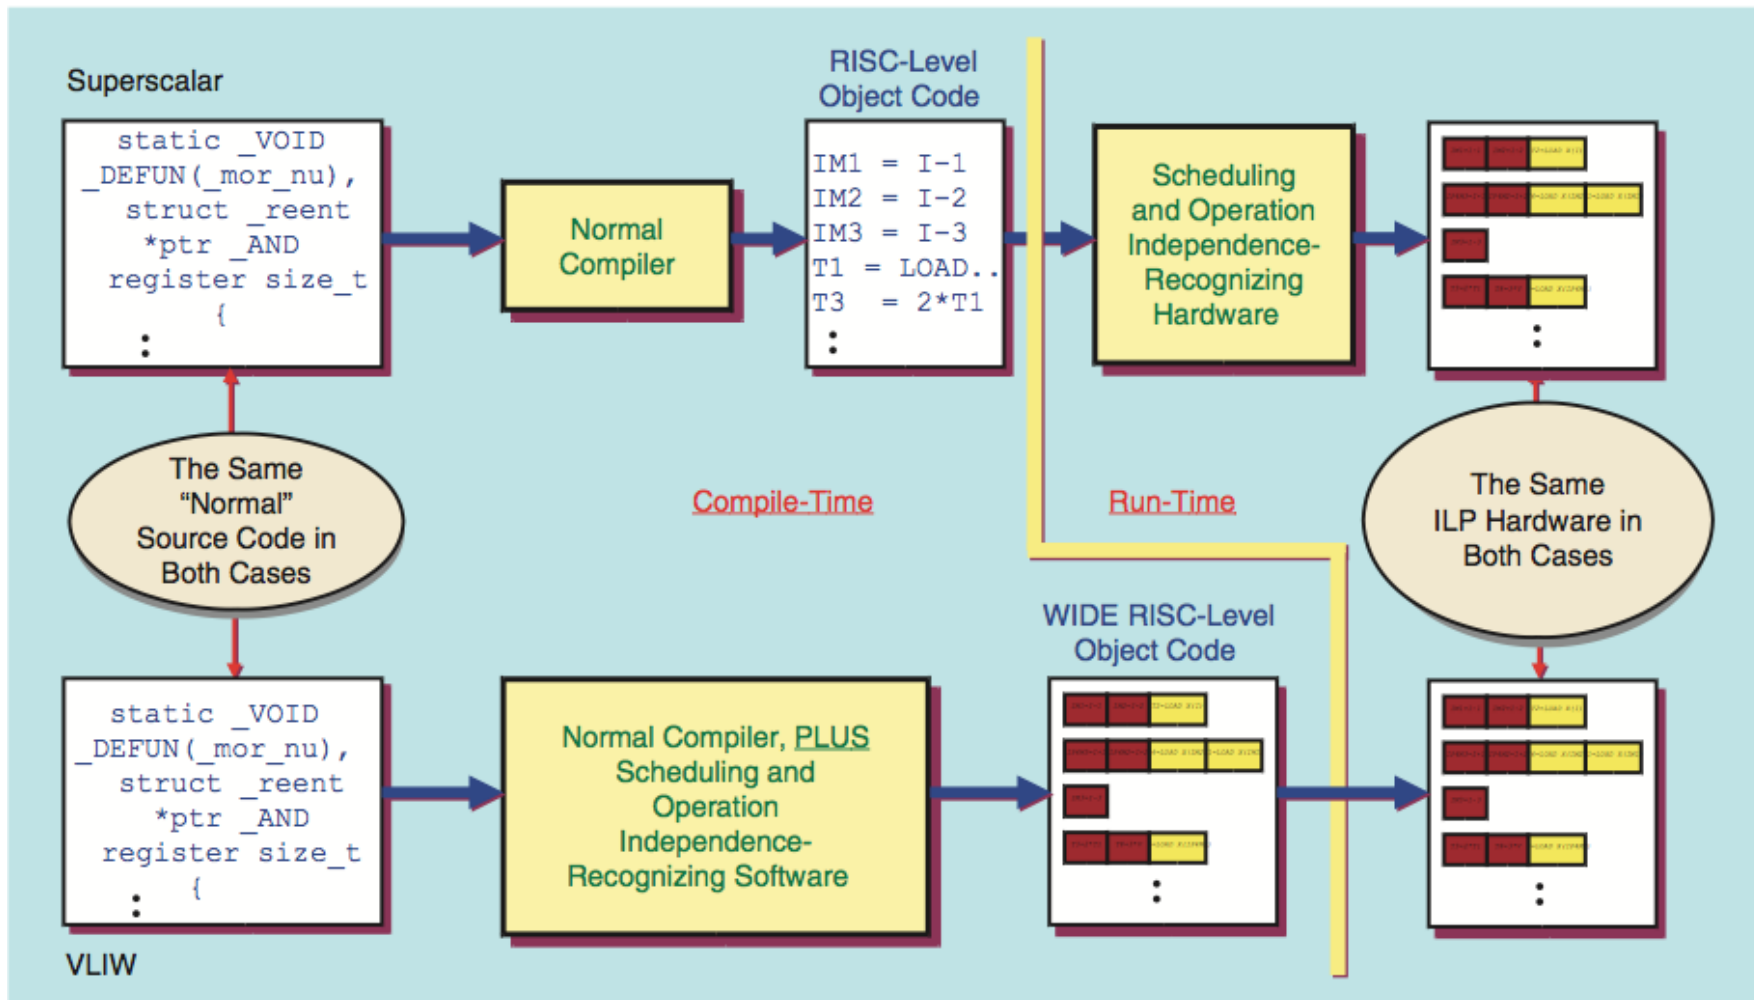 Superscalar
static _VOID
_DEFUN(_mor_nu),
struct _reent
*ptr _AND
register size_t
{
:
Normal
Compiler
RISC-Level
Object Code
IM1 = I-1
IM2 = I-2
IM3 = I-3
T1 = LOAD..
T3 = 2*T1
:
Scheduling
and Operation
Independence-
Recognizing
Hardware
:
The Same
“Normal”
Source Code in
Both Cases
Compile-Time
Run-Time
The Same
ILP Hardware in
Both Cases
static _VOID
_DEFUN(_mor_nu),
struct _reent
*ptr _AND
register size_t
{
:
Normal Compiler, PLUS
Scheduling and
Operation
Independence-
Recognizing Software
WIDE RISC-Level
Object Code
:
:
VLIW